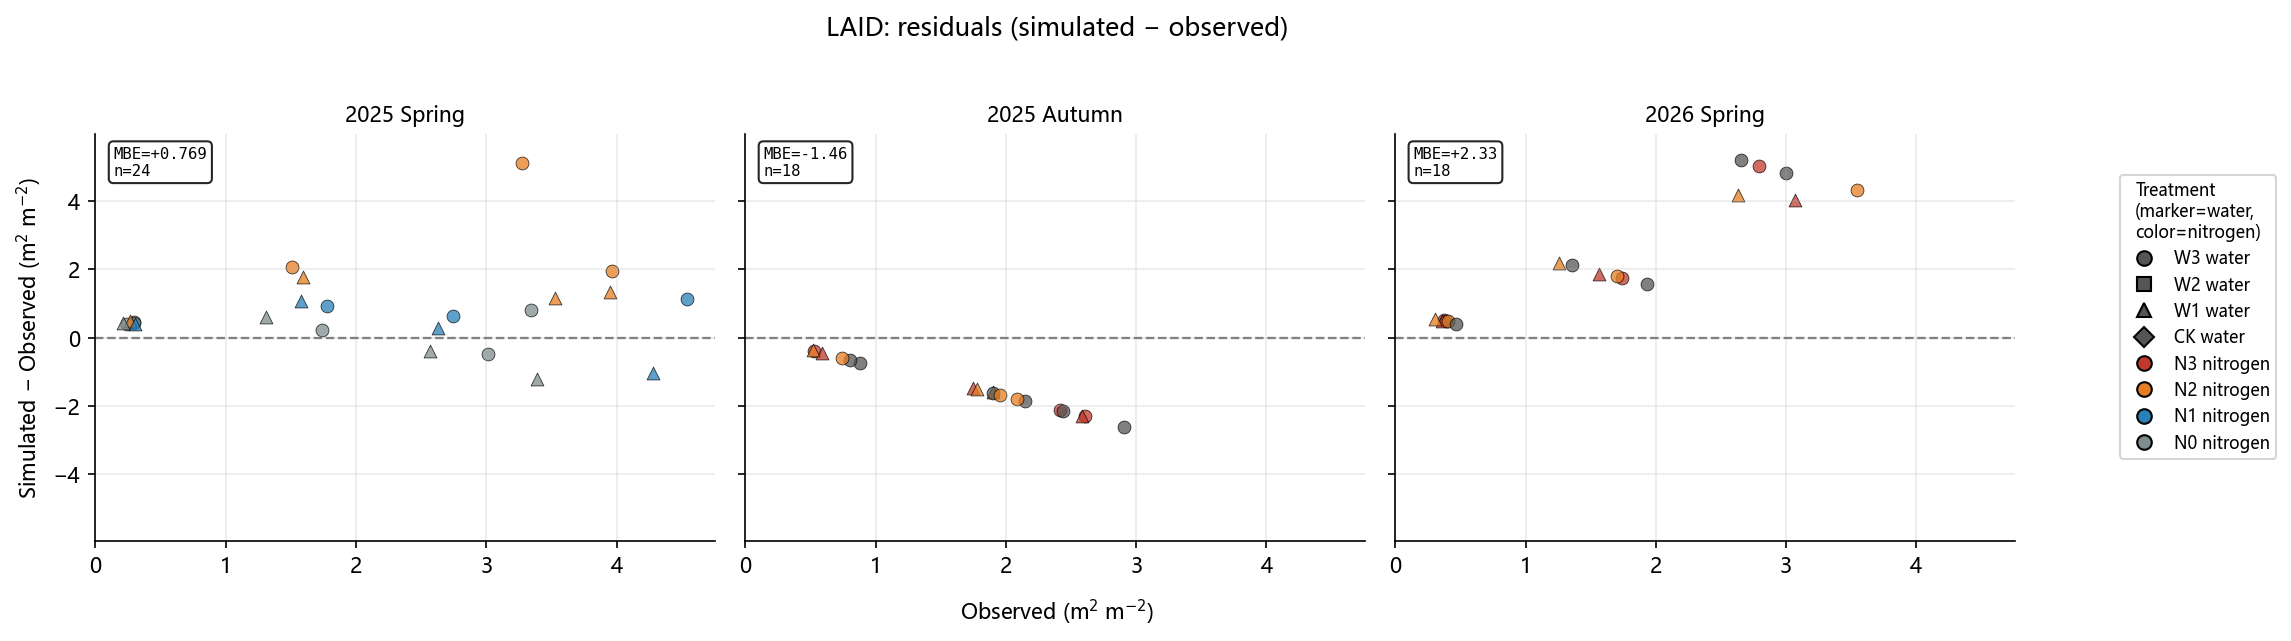 LAID: residuals (simulated − observed)
2025 Spring
2025 Autumn
2026 Spring
MBE=+0.769
n=24
MBE=-1.46
n=18
MBE=+2.33
n=18
Simulated − Observed (m² m⁻²)
4
2
0
−2
−4
0 1 2 3 4
0 1 2 3 4
0 1 2 3 4
Observed (m² m⁻²)
Treatment
(marker=water,
color=nitrogen)
W3 water
W2 water
W1 water
CK water
N3 nitrogen
N2 nitrogen
N1 nitrogen
N0 nitrogen